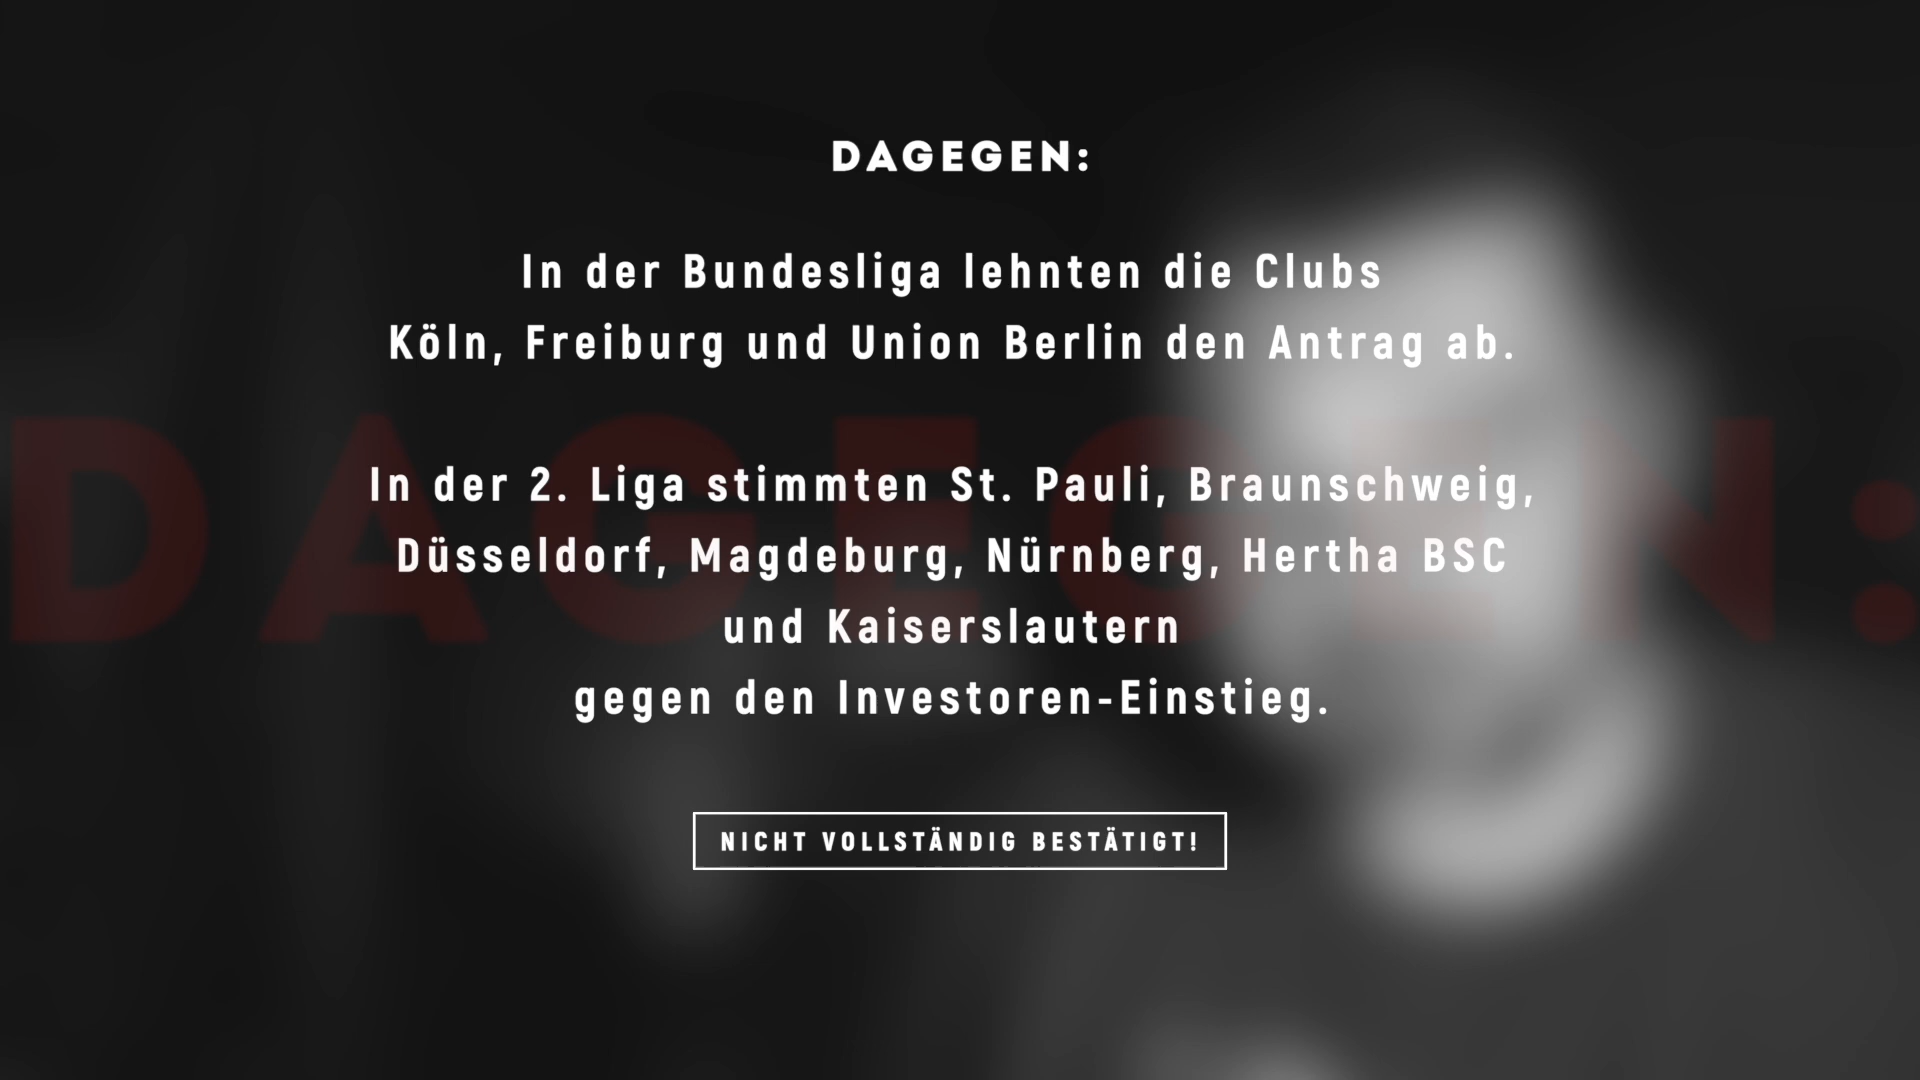 DAGEGEN:
In der Bundesliga lehnten die Clubs
Köln, Freiburg und Union Berlin den Antrag ab.
DAGEGEN:
In der 2. Liga stimmten St. Pauli, Braunschweig,
Düsseldorf, Magdeburg, Nürnberg, Hertha BSC
und Kaiserslautern
gegen den Investoren-Einstieg.
NICHT VOLLSTÄNDIG BESTÄTIGT!